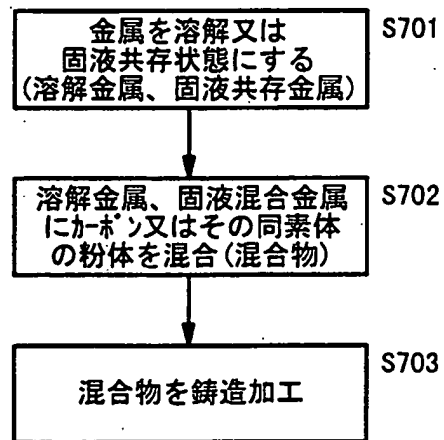 金属を溶解又は
固液共存状態にする
(溶解金属、固液共存金属)
S701
溶解金属、固液混合金属
にカーボン又はその同素体
の粉体を混合(混合物)
S702
混合物を鋳造加工
S703